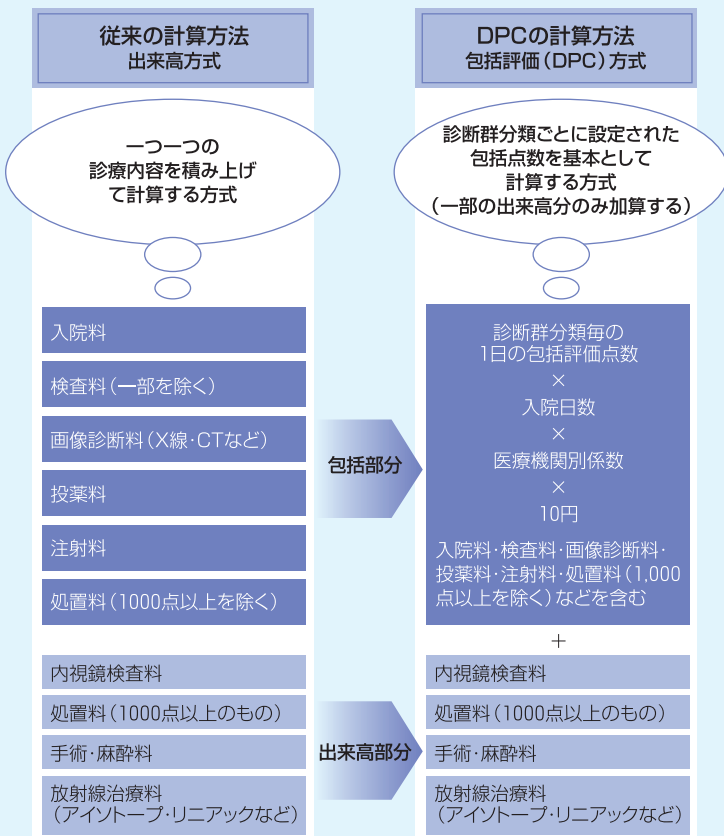 従来の計算方法
出来高方式
一つ一つの
診療内容を積み上げ
て計算する方式
入院料
検査料（一部を除く）
画像診断料（X線・CTなど）
投薬料
注射料
処置料（1000点以上を除く）
内視鏡検査料
処置料（1000点以上のもの）
手術・麻酔料
放射線治療料
（アイソトープ・リニアックなど）
包括部分
出来高部分
DPCの計算方法
包括評価（DPC）方式
診断群分類ごとに設定された
包括点数を基本として
計算する方式
（一部の出来高分のみ加算する）
診断群分類毎の
1日の包括評価点数
×
入院日数
×
医療機関別係数
×
10円
入院料・検査料・画像診断料・
投薬料・注射料・処置料（1,000
点以上を除く）などを含む
＋
内視鏡検査料
処置料（1000点以上のもの）
手術・麻酔料
放射線治療料
（アイソトープ・リニアックなど）